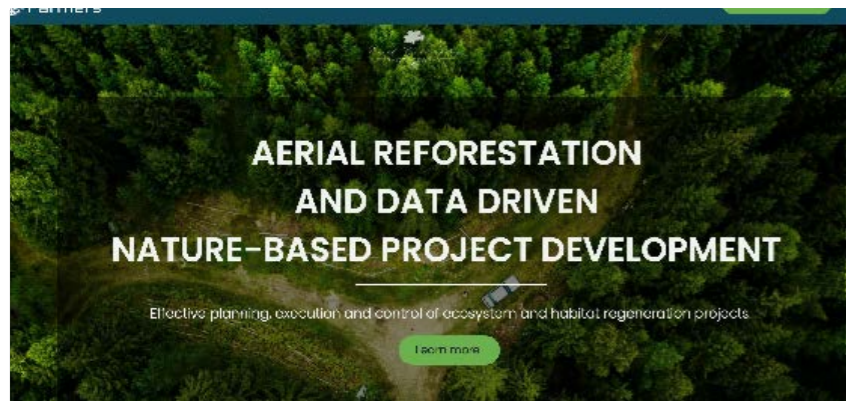 Farmers
AERIAL REFORESTATION
AND DATA DRIVEN
NATURE-BASED PROJECT DEVELOPMENT
Effective planning, execution and control of ecosystem and habitat regeneration projects
Learn more